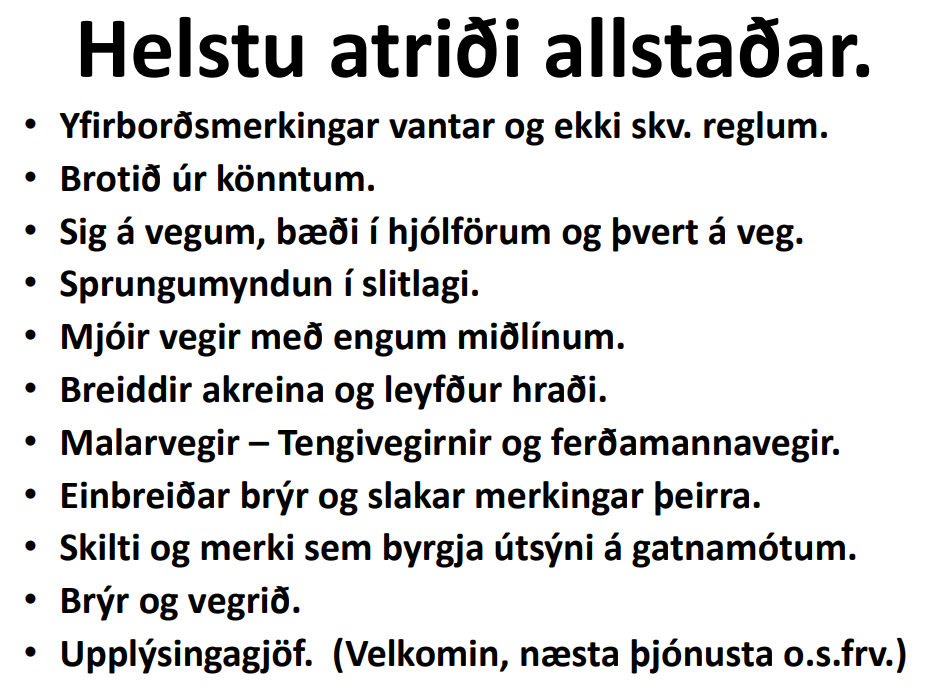 Helstu atriði allstaðar.
• Yfirborðsmerkingar vantar og ekki skv. reglum.
• Brotið úr könntum.
• Sig á vegum, bæði í hjólförum og þvert á veg.
• Sprungumyndun í slitlagi.
• Mjóir vegir með engum miðlínum.
• Breiddir akreina og leyfður hraði.
• Malarvegir – Tengivegirnir og ferðamannavegir.
• Einbreiðar brýr og slakar merkingar þeirra.
• Skilti og merki sem byrgja útsýni á gatnamótum.
• Brýr og vegrið.
• Upplýsingagjöf.  (Velkomin, næsta þjónusta o.s.frv.)